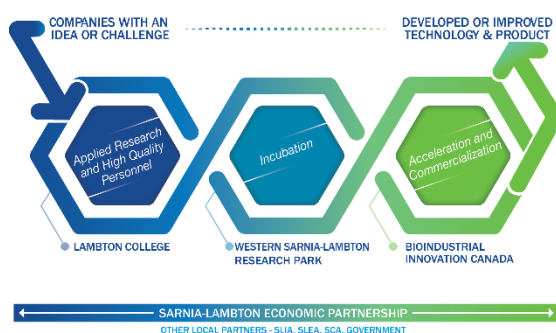 COMPANIES WITH AN
IDEA OR CHALLENGE
DEVELOPED OR IMPROVED
TECHNOLOGY & PRODUCT
Applied Research
and High Quality
Personnel
Incubation
Acceleration and
Commercialization
LAMBTON COLLEGE
WESTERN SARNIA-LAMBTON
RESEARCH PARK
BIOINDUSTRIAL
INNOVATION CANADA
SARNIA-LAMBTON ECONOMIC PARTNERSHIP
OTHER LOCAL PARTNERS - SLIA, SLEA, SCA, GOVERNMENT